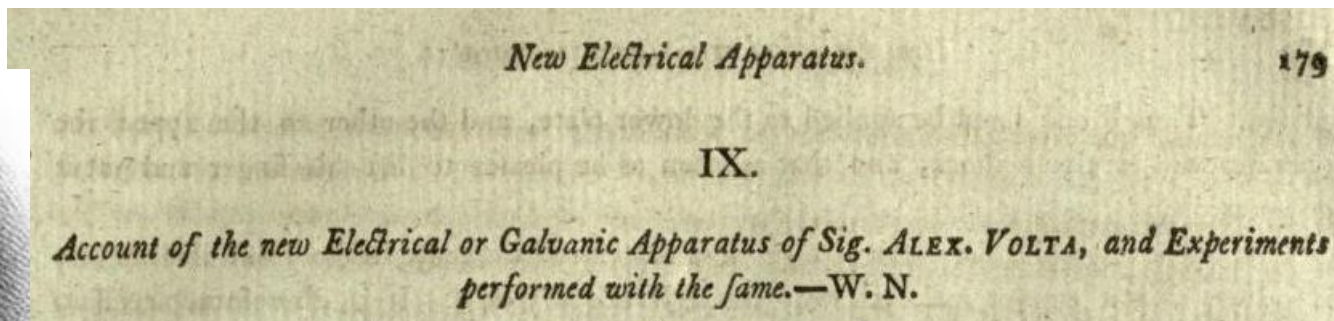 New Electrical Apparatus. 179
IX.
Account of the new Electrical or Galvanic Apparatus of Sig. ALEX. VOLTA, and Experiments
performed with the ſame.—W. N.